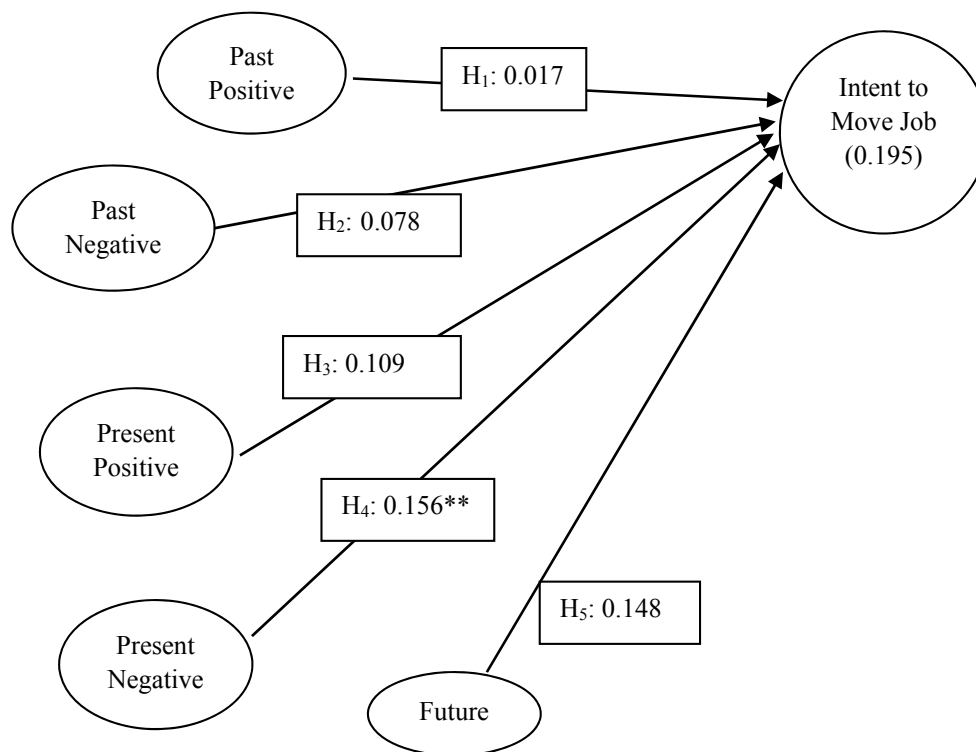 Past
Positive
H₁: 0.017
Intent to
Move Job
(0.195)
Past
Negative
H₂: 0.078
H₃: 0.109
Present
Positive
H₄: 0.156**
H₅: 0.148
Present
Negative
Future